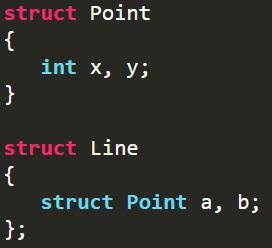 struct Point
{
   int x, y;
}

struct Line
{
   struct Point a, b;
};